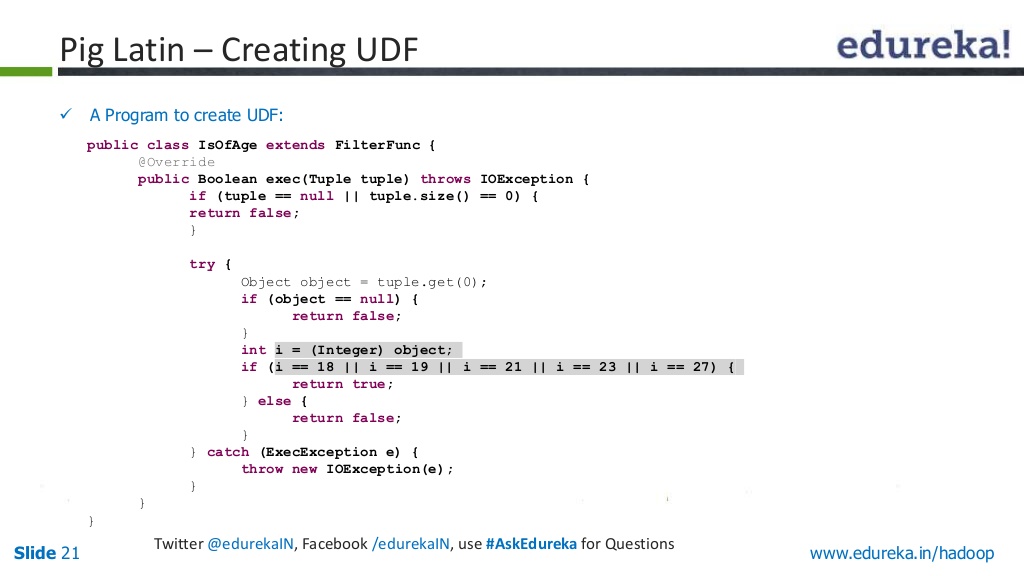 Pig Latin – Creating UDF
edureka!
✓ A Program to create UDF:
public class IsOfAge extends FilterFunc {
@Override
public Boolean exec(Tuple tuple) throws IOException {
if (tuple == null || tuple.size() == 0) {
return false;
}
try {
Object object = tuple.get(0);
if (object == null) {
return false;
}
int i = (Integer) object;
if (i == 18 || i == 19 || i == 21 || i == 23 || i == 27) {
return true;
} else {
return false;
}
} catch (ExecException e) {
throw new IOException(e);
}
}
}
Slide 21
Twitter @edurekaIN, Facebook /edurekaIN, use #AskEdureka for Questions
www.edureka.in/hadoop